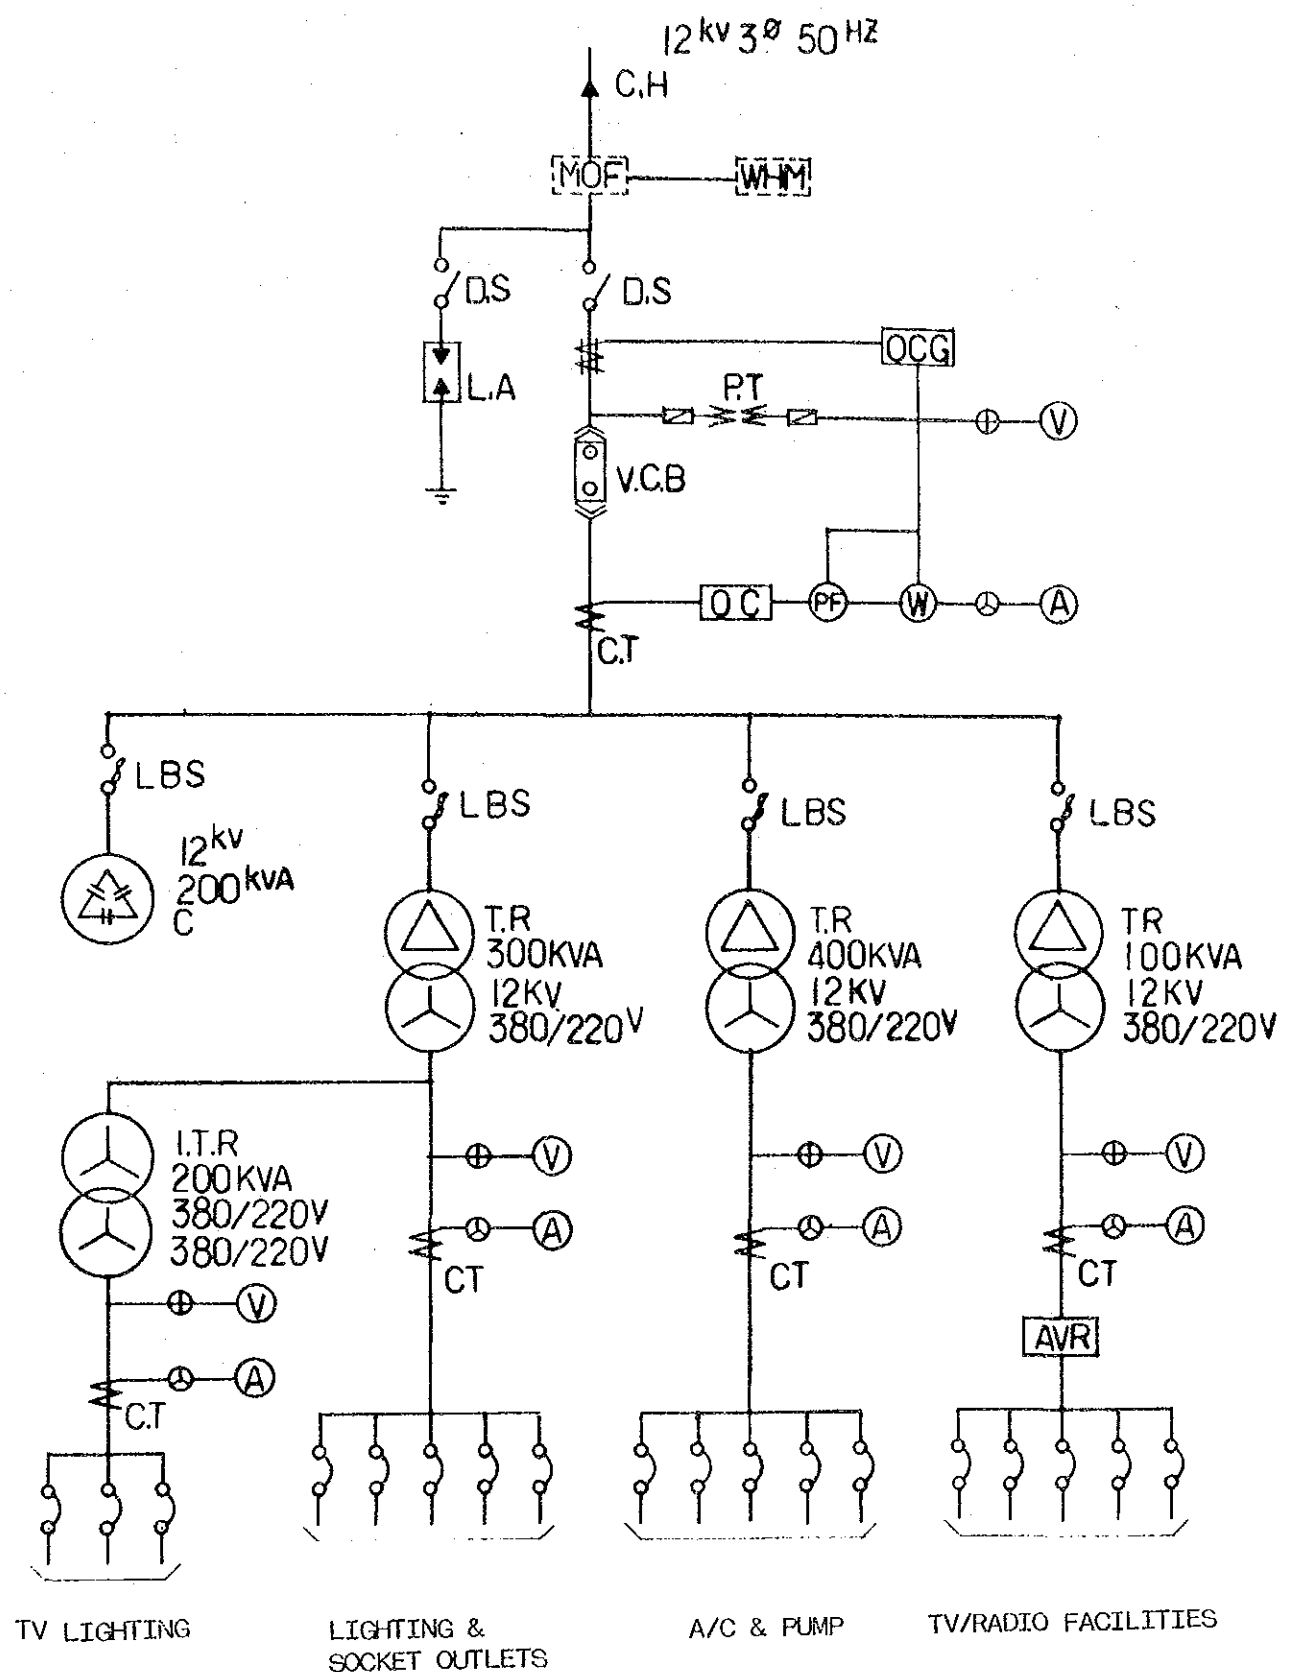 12kV 3ø 50HZ
C.H
MOF
WHM
D.S
D.S
OCG
L.A
P.T
V
V.C.B
OC
PF
W
A
C.T
LBS
LBS
LBS
LBS
12kV
200kVA
C
T.R
300KVA
12KV
380/220V
T.R
400KVA
12KV
380/220V
TR
100KVA
12KV
380/220V
I.T.R
200KVA
380/220V
380/220V
V
V
V
A
A
A
CT
CT
CT
V
AVR
A
C.T
TV LIGHTING
LIGHTING &
SOCKET OUTLETS
A/C & PUMP
TV/RADIO FACILITIES